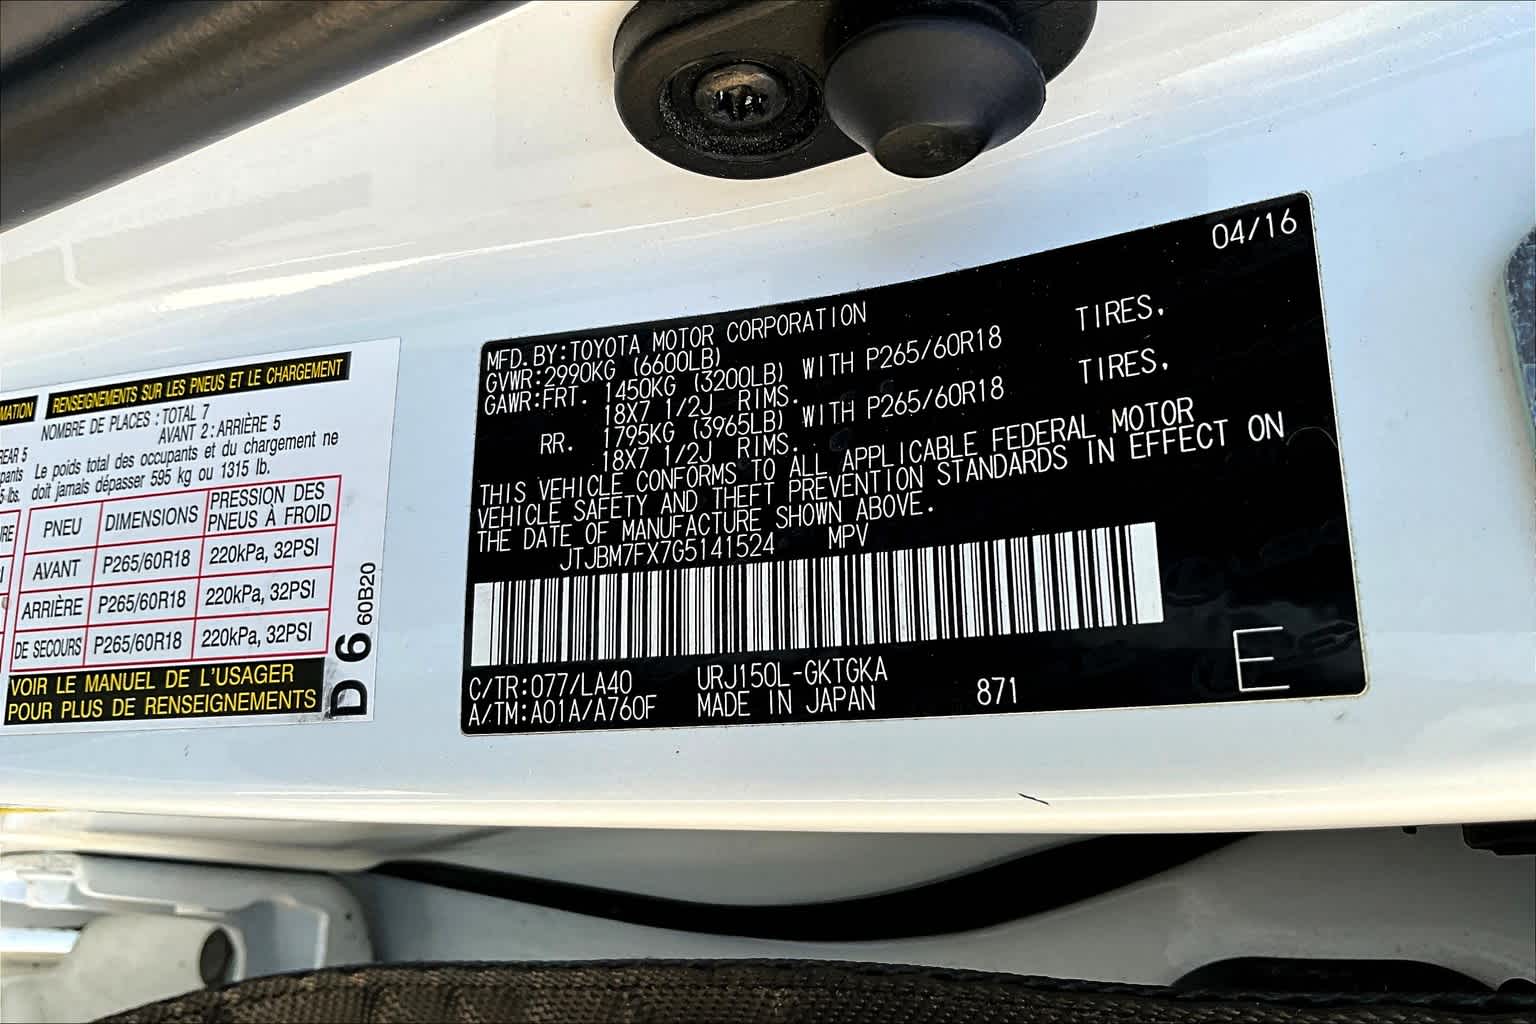 MATION
REAR 5
pants
5 lbs.
RENSEIGNEMENTS SUR LES PNEUS ET LE CHARGEMENT
NOMBRE DE PLACES : TOTAL 7
AVANT 2 : ARRIÈRE 5
Le poids total des occupants et du chargement ne
doit jamais dépasser 595 kg ou 1315 lb.
PNEU DIMENSIONS PRESSION DES PNEUS À FROID
AVANT P265/60R18 220kPa, 32PSI
ARRIÈRE P265/60R18 220kPa, 32PSI
DE SECOURS P265/60R18 220kPa, 32PSI
VOIR LE MANUEL DE L'USAGER
POUR PLUS DE RENSEIGNEMENTS
D 6 60B20
04/16
MFD. BY: TOYOTA MOTOR CORPORATION
GVWR: 2990KG (6600LB)
GAWR: FRT. 1450KG (3200LB) WITH P265/60R18 TIRES,
18X7 1/2J RIMS.
RR. 1795KG (3965LB) WITH P265/60R18 TIRES,
18X7 1/2J RIMS.
THIS VEHICLE CONFORMS TO ALL APPLICABLE FEDERAL MOTOR
VEHICLE SAFETY AND THEFT PREVENTION STANDARDS IN EFFECT ON
THE DATE OF MANUFACTURE SHOWN ABOVE.
JTJBM7FX7G5141524 MPV
C/TR: 077/LA40 URJ150L-GKTGKA
A/TM: A01A/A760F MADE IN JAPAN 871 E